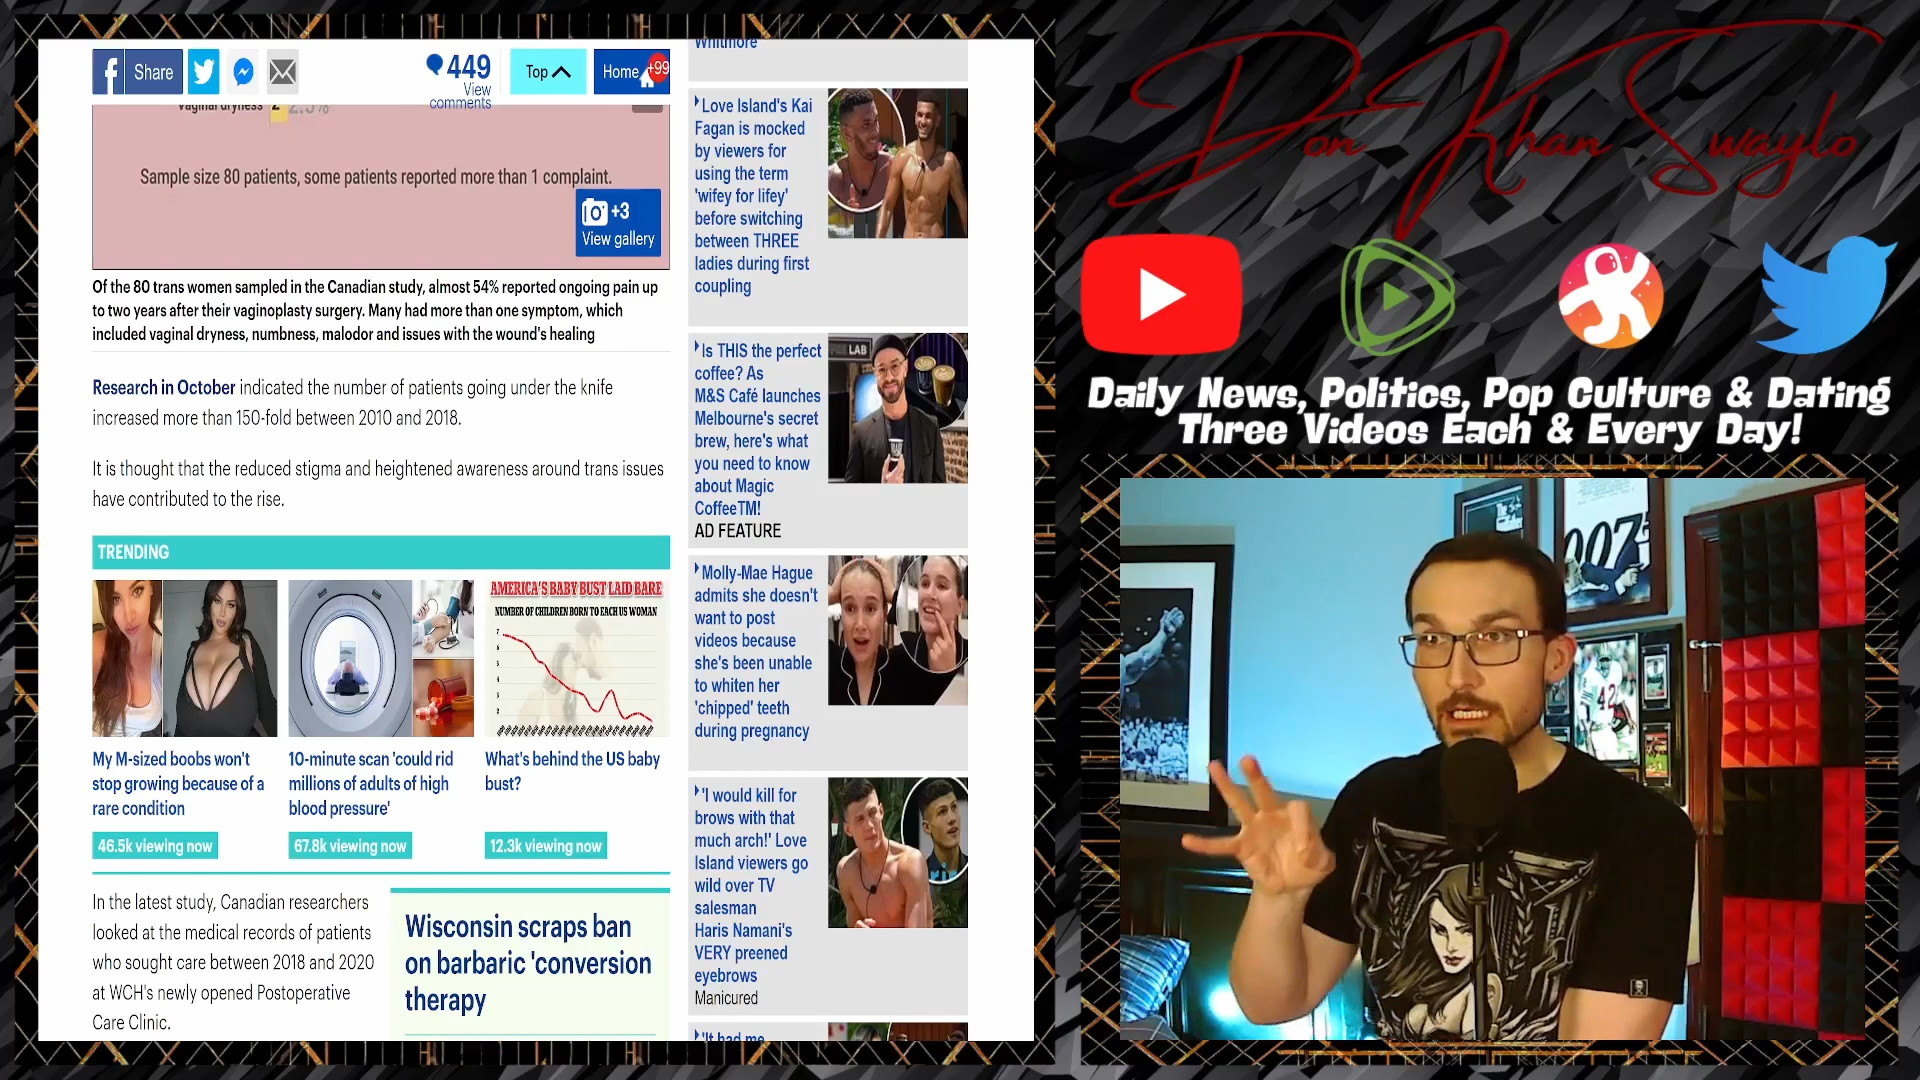 Share
449
View
comments
Top
Home
+99
Vaginal dryness
2.5%
Sample size 80 patients, some patients reported more than 1 complaint.
+3
View gallery
Of the 80 trans women sampled in the Canadian study, almost 54% reported ongoing pain up
to two years after their vaginoplasty surgery. Many had more than one symptom, which
included vaginal dryness, numbness, malodor and issues with the wound's healing
Research in October indicated the number of patients going under the knife
increased more than 150-fold between 2010 and 2018.
It is thought that the reduced stigma and heightened awareness around trans issues
have contributed to the rise.
TRENDING
AMERICA'S BABY BUST LAID BARE
NUMBER OF CHILDREN BORN TO EACH US WOMAN
My M-sized boobs won't
stop growing because of a
rare condition
46.5k viewing now
10-minute scan 'could rid
millions of adults of high
blood pressure'
67.8k viewing now
What's behind the US baby
bust?
12.3k viewing now
In the latest study, Canadian researchers
looked at the medical records of patients
who sought care between 2018 and 2020
at WCH's newly opened Postoperative
Care Clinic.
Wisconsin scraps ban
on barbaric 'conversion
therapy
Whitmore
Love Island's Kai
Fagan is mocked
by viewers for
using the term
'wifey for lifey'
before switching
between THREE
ladies during first
coupling
Is THIS the perfect
coffee? As
M&S Café launches
Melbourne's secret
brew, here's what
you need to know
about Magic
CoffeeTM!
AD FEATURE
LAB
Molly-Mae Hague
admits she doesn't
want to post
videos because
she's been unable
to whiten her
'chipped' teeth
during pregnancy
'I would kill for
brows with that
much arch!' Love
Island viewers go
wild over TV
salesman
Haris Namani's
VERY preened
eyebrows
Manicured
'It had me
Don Khan Swaylo
Daily News, Politics, Pop Culture & Dating
Three Videos Each & Every Day!
007
42